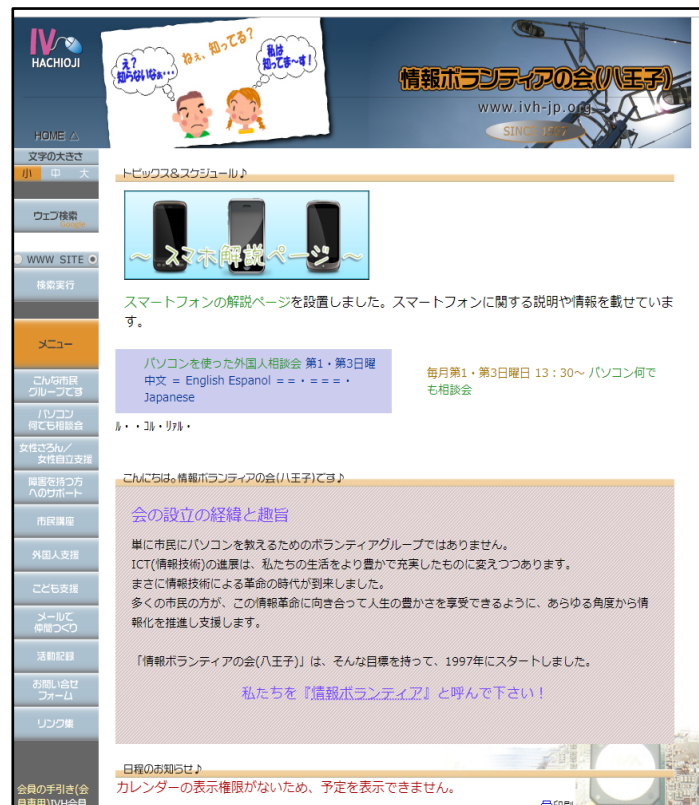 IV
HACHIOJI
HOME △
え?
知らないなぁ・・・
ねぇ、知ってる?
私は
知ってま~す!
情報ボランティアの会(八王子)
www.ivh-jp.org
SINCE 1997
文字の大きさ
小 中 大
ウェブ検索
WWW SITE
検索実行
メニュー
こんな市民
グループです
パソコン
何でも相談会
女性さろん/
女性自立支援
障害を持つ方
へのサポート
市民講座
外国人支援
こども支援
メールで
仲間つくり
活動記録
お問い合せ
フォーム
リンク集
会員の手引き(会
員専用)IVH会員
トピックス&スケジュール♪
~ スマホ解説ページ ~
スマートフォンの解説ページを設置しました。スマートフォンに関する説明や情報を載せていま
す。
パソコンを使った外国人相談会 第1・第3日曜
中文 = English Espanol = = ・ = = = ・
Japanese
毎月第1・第3日曜日 13:30~ パソコン何で
も相談会
ル・・コル・リァル・
こんにちは。情報ボランティアの会(八王子)です♪
会の設立の経緯と趣旨
単に市民にパソコンを教えるためのボランティアグループではありません。
ICT(情報技術)の進展は、私たちの生活をより豊かで充実したものに変えつつあります。
まさに情報技術による革命の時代が到来しました。
多くの市民の方が、この情報革命に向き合って人生の豊かさを享受できるように、あらゆる角度から情
報化を推進し支援します。
「情報ボランティアの会(八王子)」は、そんな目標を持って、1997年にスタートしました。
私たちを『情報ボランティア』と呼んで下さい!
日程のお知らせ♪
カレンダーの表示権限がないため、予定を表示できません。